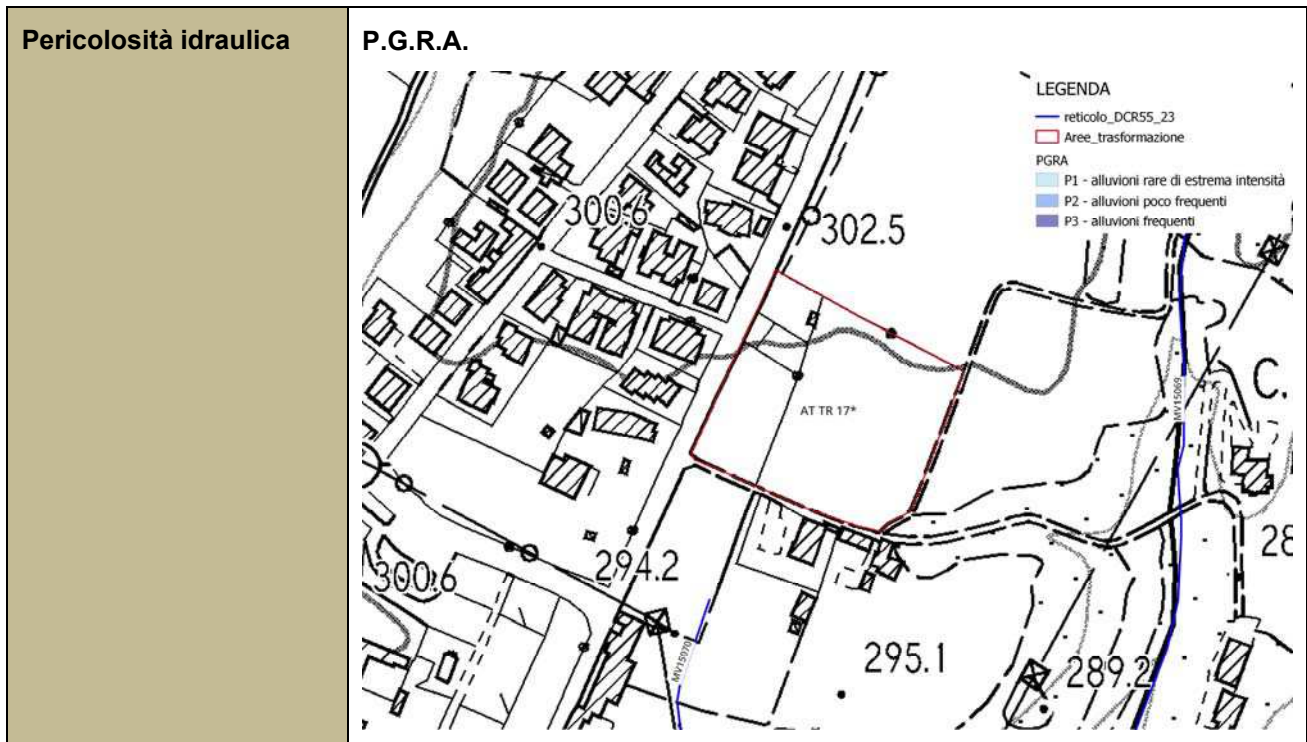 Pericolosità idraulica
P.G.R.A.
LEGENDA
reticolo_DCR55_23
Aree_trasformazione
PGRA
P1 - alluvioni rare di estrema intensità
P2 - alluvioni poco frequenti
P3 - alluvioni frequenti
300.6
302.5
MV15069
C.
AT TR 17*
28
294.2
300.6
MV15070
295.1
289.2